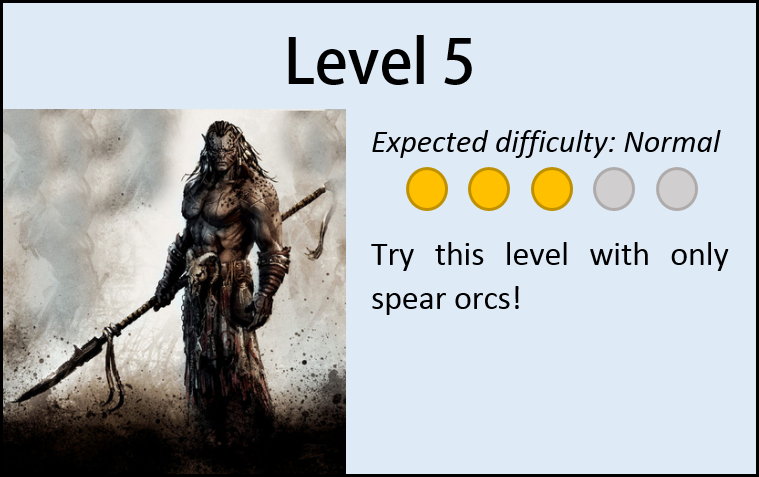 Level 5
Expected difficulty: Normal
Try this level with only
spear orcs!